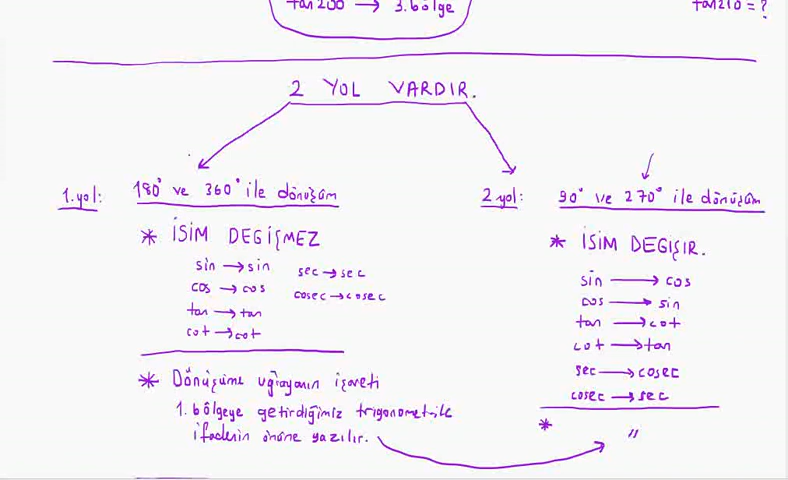 tan200 → 3.bölge
tan210 = ?
2 YOL VARDIR.
1.yol: 180° ve 360° ile dönüşüm
* İSİM DEĞİŞMEZ
sin → sin
cos → cos
tan → tan
cot → cot
sec → sec
cosec → cosec
* Dönüşüme uğrayanın işareti
1. bölgeye getirdiğimiz trigonometrik
ifadenin önüne yazılır.
2.yol: 90° ve 270° ile dönüşüm
* İSİM DEĞİŞİR.
sin → cos
cos → sin
tan → cot
cot → tan
sec → cosec
cosec → sec
* "